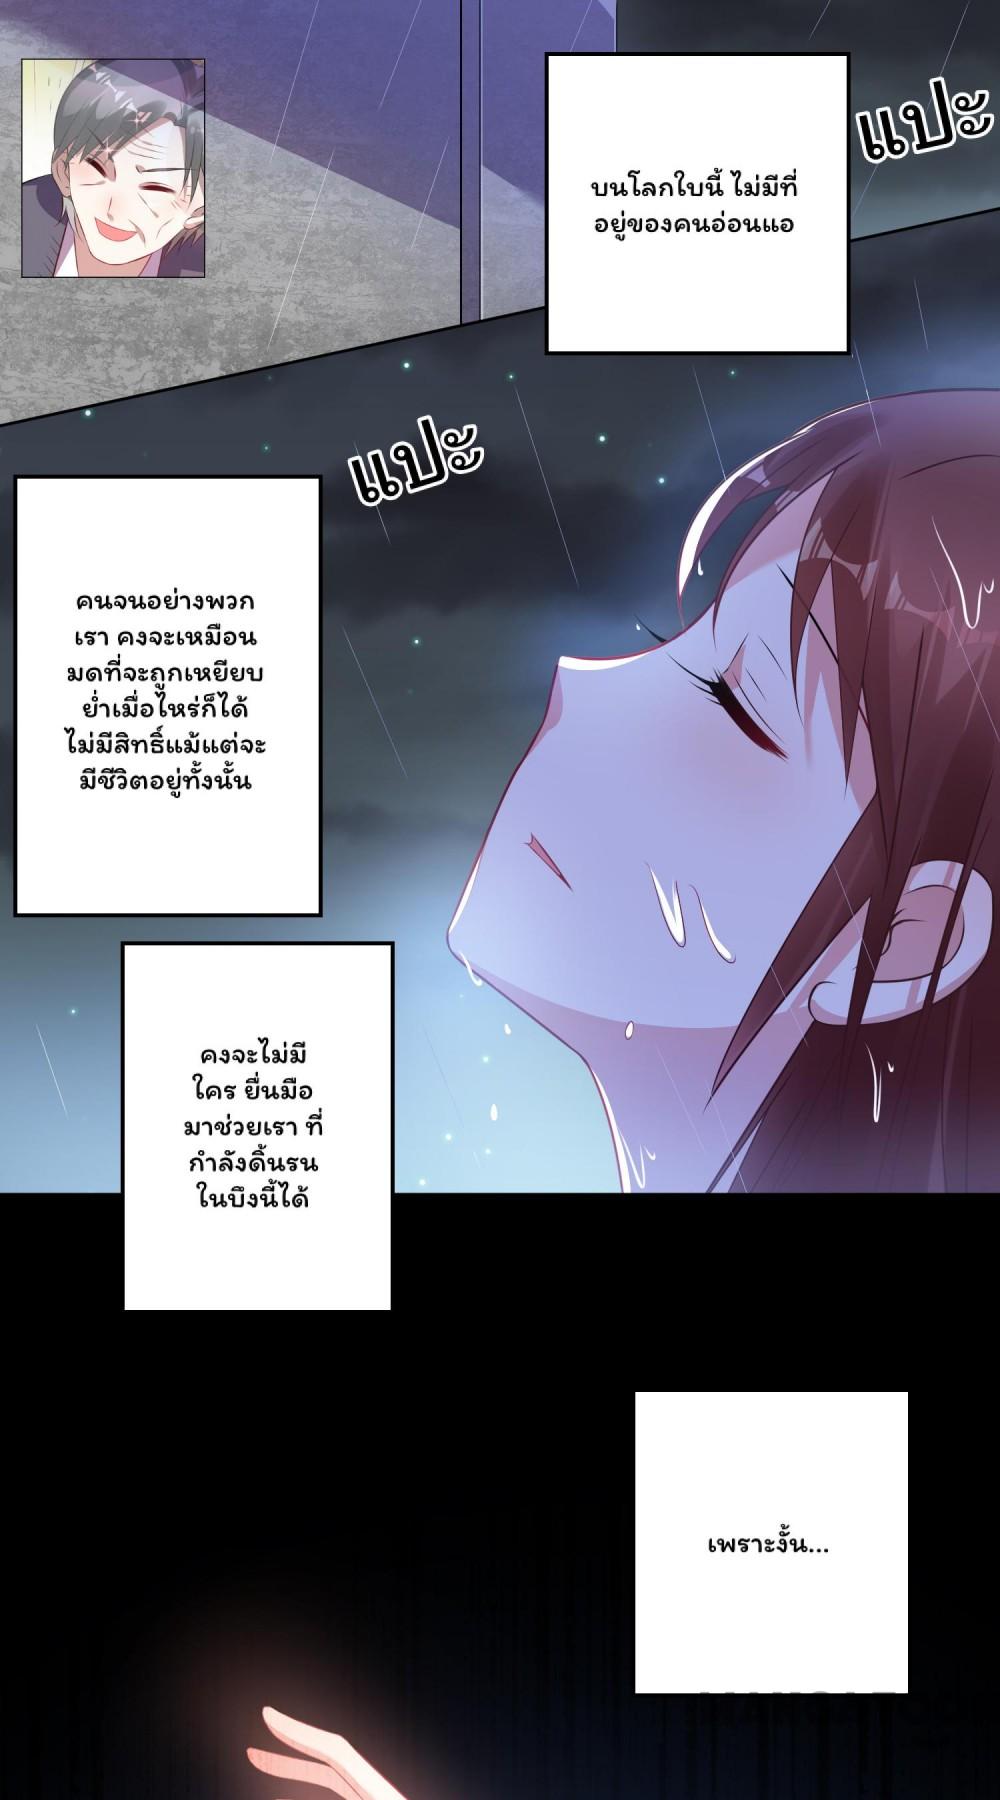 แปะ
บนโลกใบนี้ ไม่มีที่
อยู่ของคนอ่อนแอ
แปะ
คนจนอย่างพวก
เรา คงจะเหมือน
มดที่จะถูกเหยียบ
ย่ำเมื่อไหร่ก็ได้
ไม่มีสิทธิ์แม้แต่จะ
มีชีวิตอยู่ทั้งนั้น
คงจะไม่มี
ใคร ยื่นมือ
มาช่วยเรา ที่
กำลังดิ้นรน
ในบึงนี้ได้
เพราะงั้น...